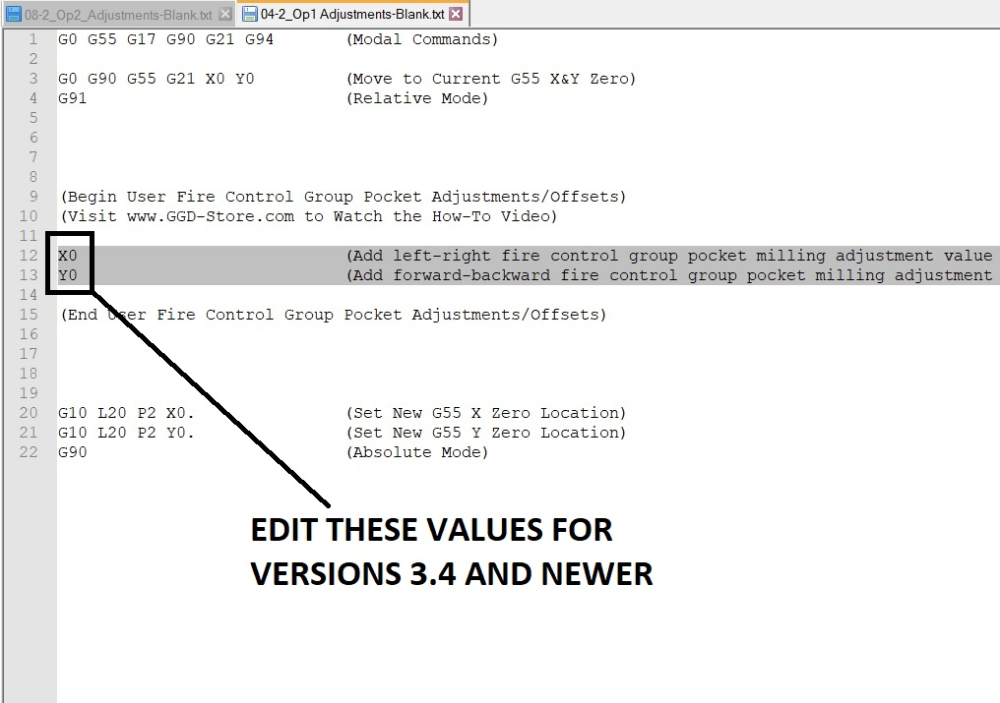 08-2_Op2_Adjustments-Blank.txt 04-2_Op1 Adjustments-Blank.txt
1 G0 G55 G17 G90 G21 G94 (Modal Commands)
2
3 G0 G90 G55 G21 X0 Y0 (Move to Current G55 X&Y Zero)
4 G91 (Relative Mode)
5
6
7
8
9 (Begin User Fire Control Group Pocket Adjustments/Offsets)
10 (Visit www.GGD-Store.com to Watch the How-To Video)
11
12 X0 (Add left-right fire control group pocket milling adjustment value
13 Y0 (Add forward-backward fire control group pocket milling adjustment
14
15 (End User Fire Control Group Pocket Adjustments/Offsets)
16
17
18
19
20 G10 L20 P2 X0. (Set New G55 X Zero Location)
21 G10 L20 P2 Y0. (Set New G55 Y Zero Location)
22 G90 (Absolute Mode)
EDIT THESE VALUES FOR
VERSIONS 3.4 AND NEWER